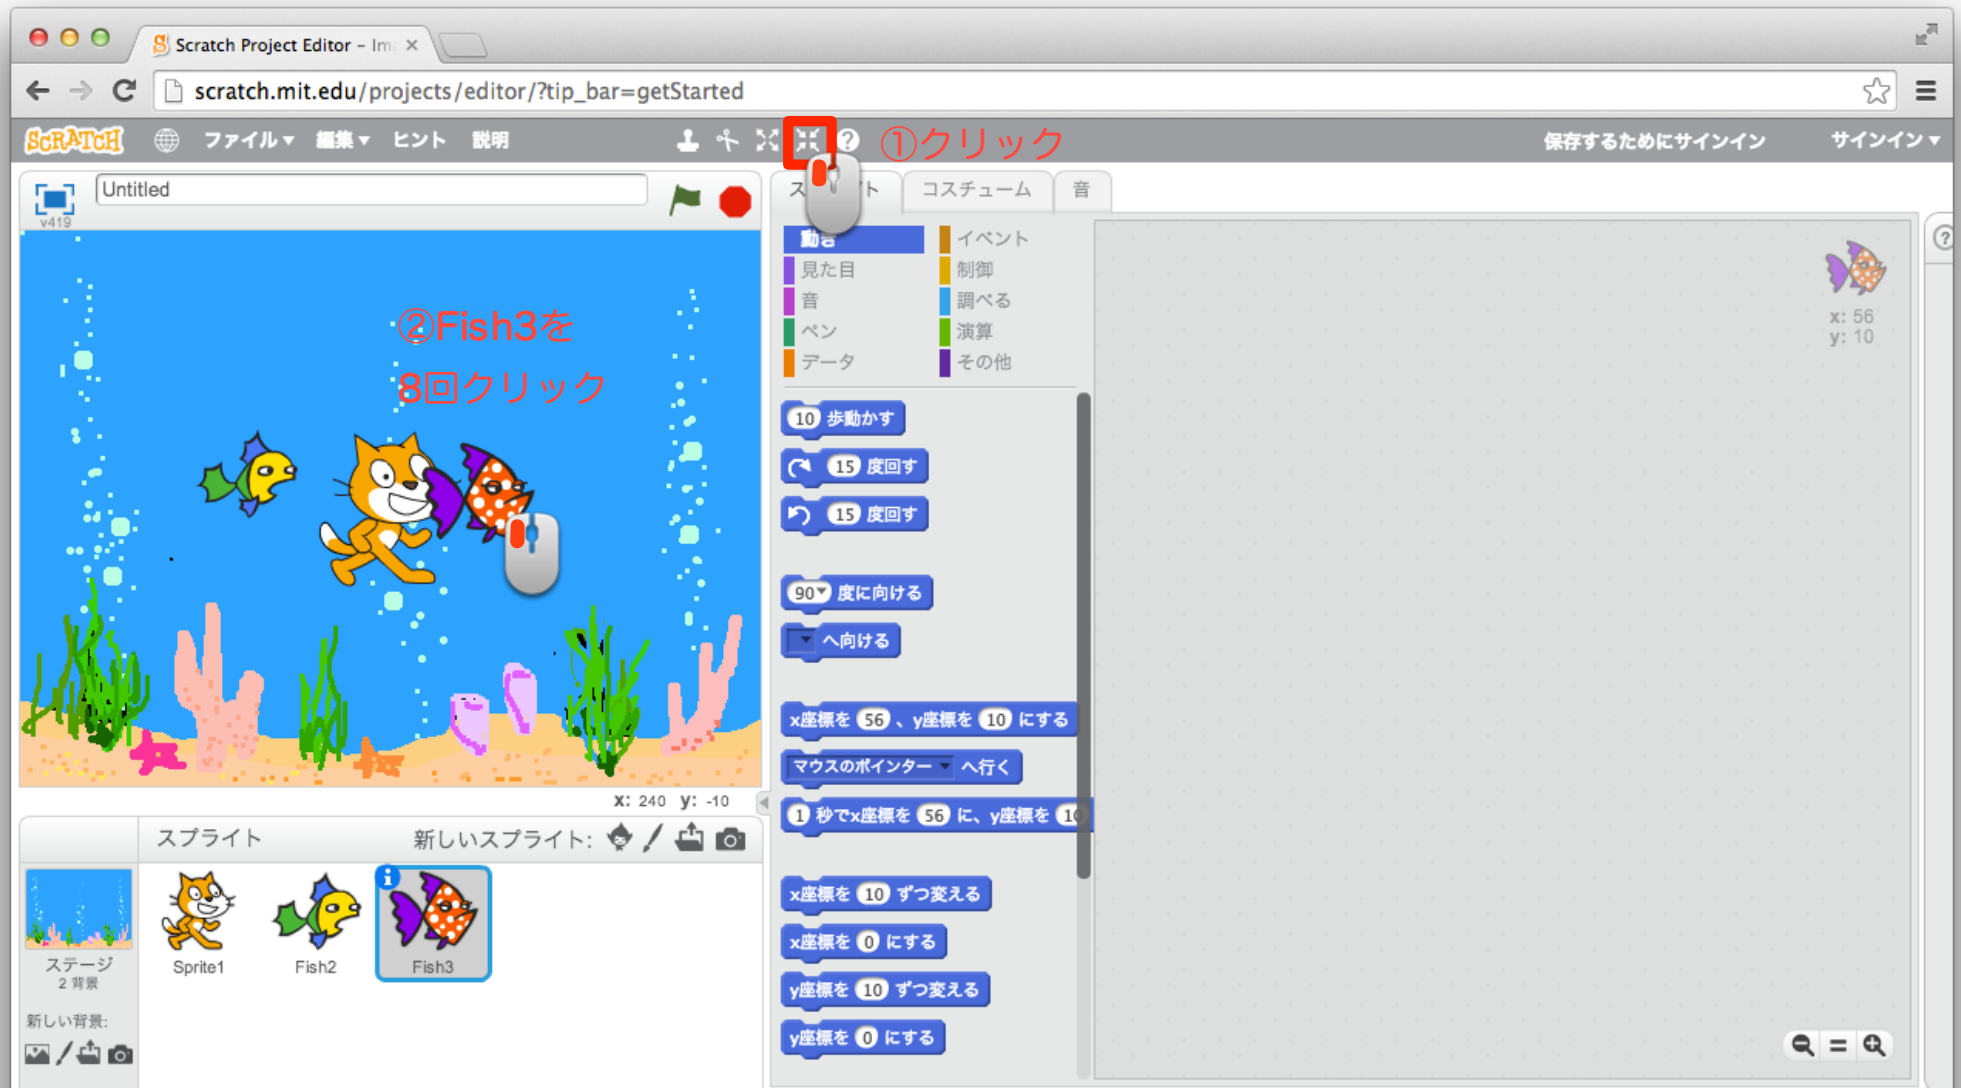 Scratch Project Editor - Im
scratch.mit.edu/projects/editor/?tip_bar=getStarted
SCRATCH ファイル 編集 ヒント 説明 ①クリック 保存するためにサインイン サインイン
Untitled
v419
コスチューム 音
動き
見た目
音
ペン
データ
イベント
制御
調べる
演算
その他
②Fish3を
8回クリック
x: 56
y: 10
10 歩動かす
15 度回す
15 度回す
90 度に向ける
へ向ける
x座標を 56 、y座標を 10 にする
マウスのポインター へ行く
1 秒でx座標を 56 に、y座標を 10
x座標を 10 ずつ変える
x座標を 0 にする
y座標を 10 ずつ変える
y座標を 0 にする
x: 240 y: -10
スプライト 新しいスプライト:
Sprite1
Fish2
Fish3
ステージ
2 背景
新しい背景: